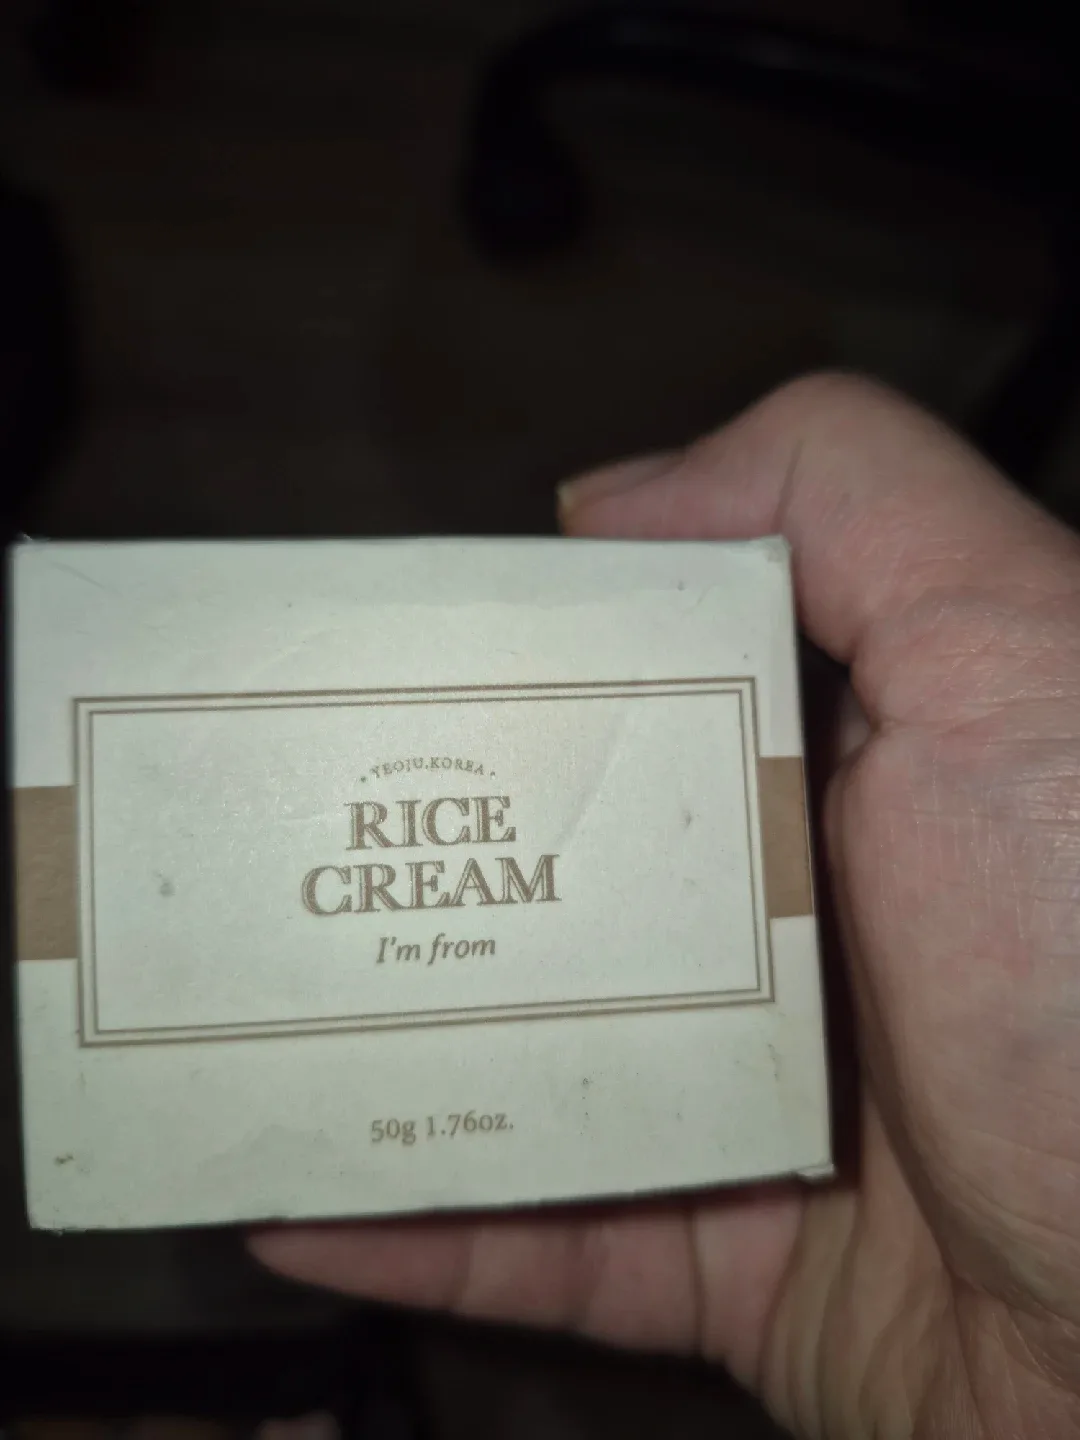 · YEOJU.KOREA ·
RICE
CREAM
I'm from
50g 1.76oz.